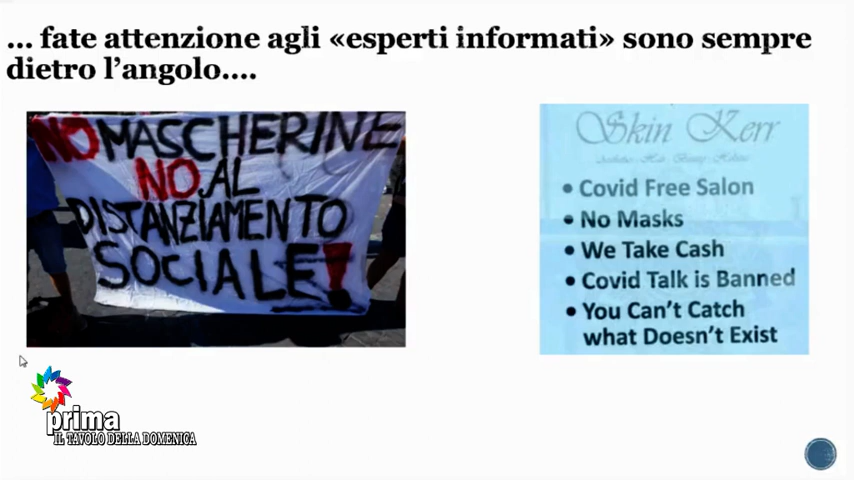 ... fate attenzione agli «esperti informati» sono sempre
dietro l'angolo....
NO MASCHERINE
NO AL
DISTANZIAMENTO
SOCIALE!
Skin Kerr
• Covid Free Salon
• No Masks
• We Take Cash
• Covid Talk is Banned
• You Can't Catch
what Doesn't Exist
prima
IL TAVOLO DELLA DOMENICA